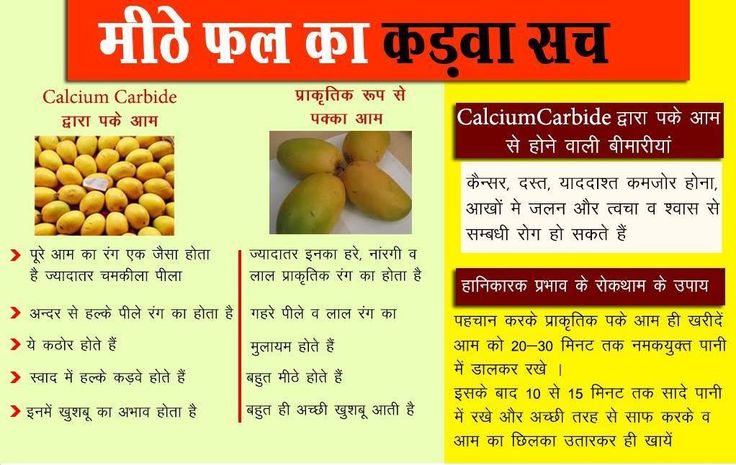 मीठे फल का कड़वा सच
Calcium Carbide
द्वारा पके आम
पूरे आम का रंग एक जैसा होता
है ज्यादातर चमकीला पीला
अन्दर से हल्के पीले रंग का होता है
ये कठोर होते हैं
स्वाद में हल्के कड़वे होते हैं
इनमें खुशबू का अभाव होता है
प्राकृतिक रूप से
पक्का आम
ज्यादातर इनका हरे, नांरगी व
लाल प्राकृतिक रंग का होता है
गहरे पीले व लाल रंग का
मुलायम होते हैं
बहुत मीठे होते हैं
बहुत ही अच्छी खुशबू आती है
CalciumCarbide द्वारा पके आम
से होने वाली बीमारीयां
कैन्सर, दस्त, याददाश्त कमजोर होना,
आखों मे जलन और त्वचा व श्वास से
सम्बधी रोग हो सकते हैं
हानिकारक प्रभाव के रोकथाम के उपाय
पहचान करके प्राकृतिक पके आम ही खरीदें
आम को 20–30 मिनट तक नमकयुक्त पानी
में डालकर रखे ।
इसके बाद 10 से 15 मिनट तक सादे पानी
में रखे और अच्छी तरह से साफ करके व
आम का छिलका उतारकर ही खायें